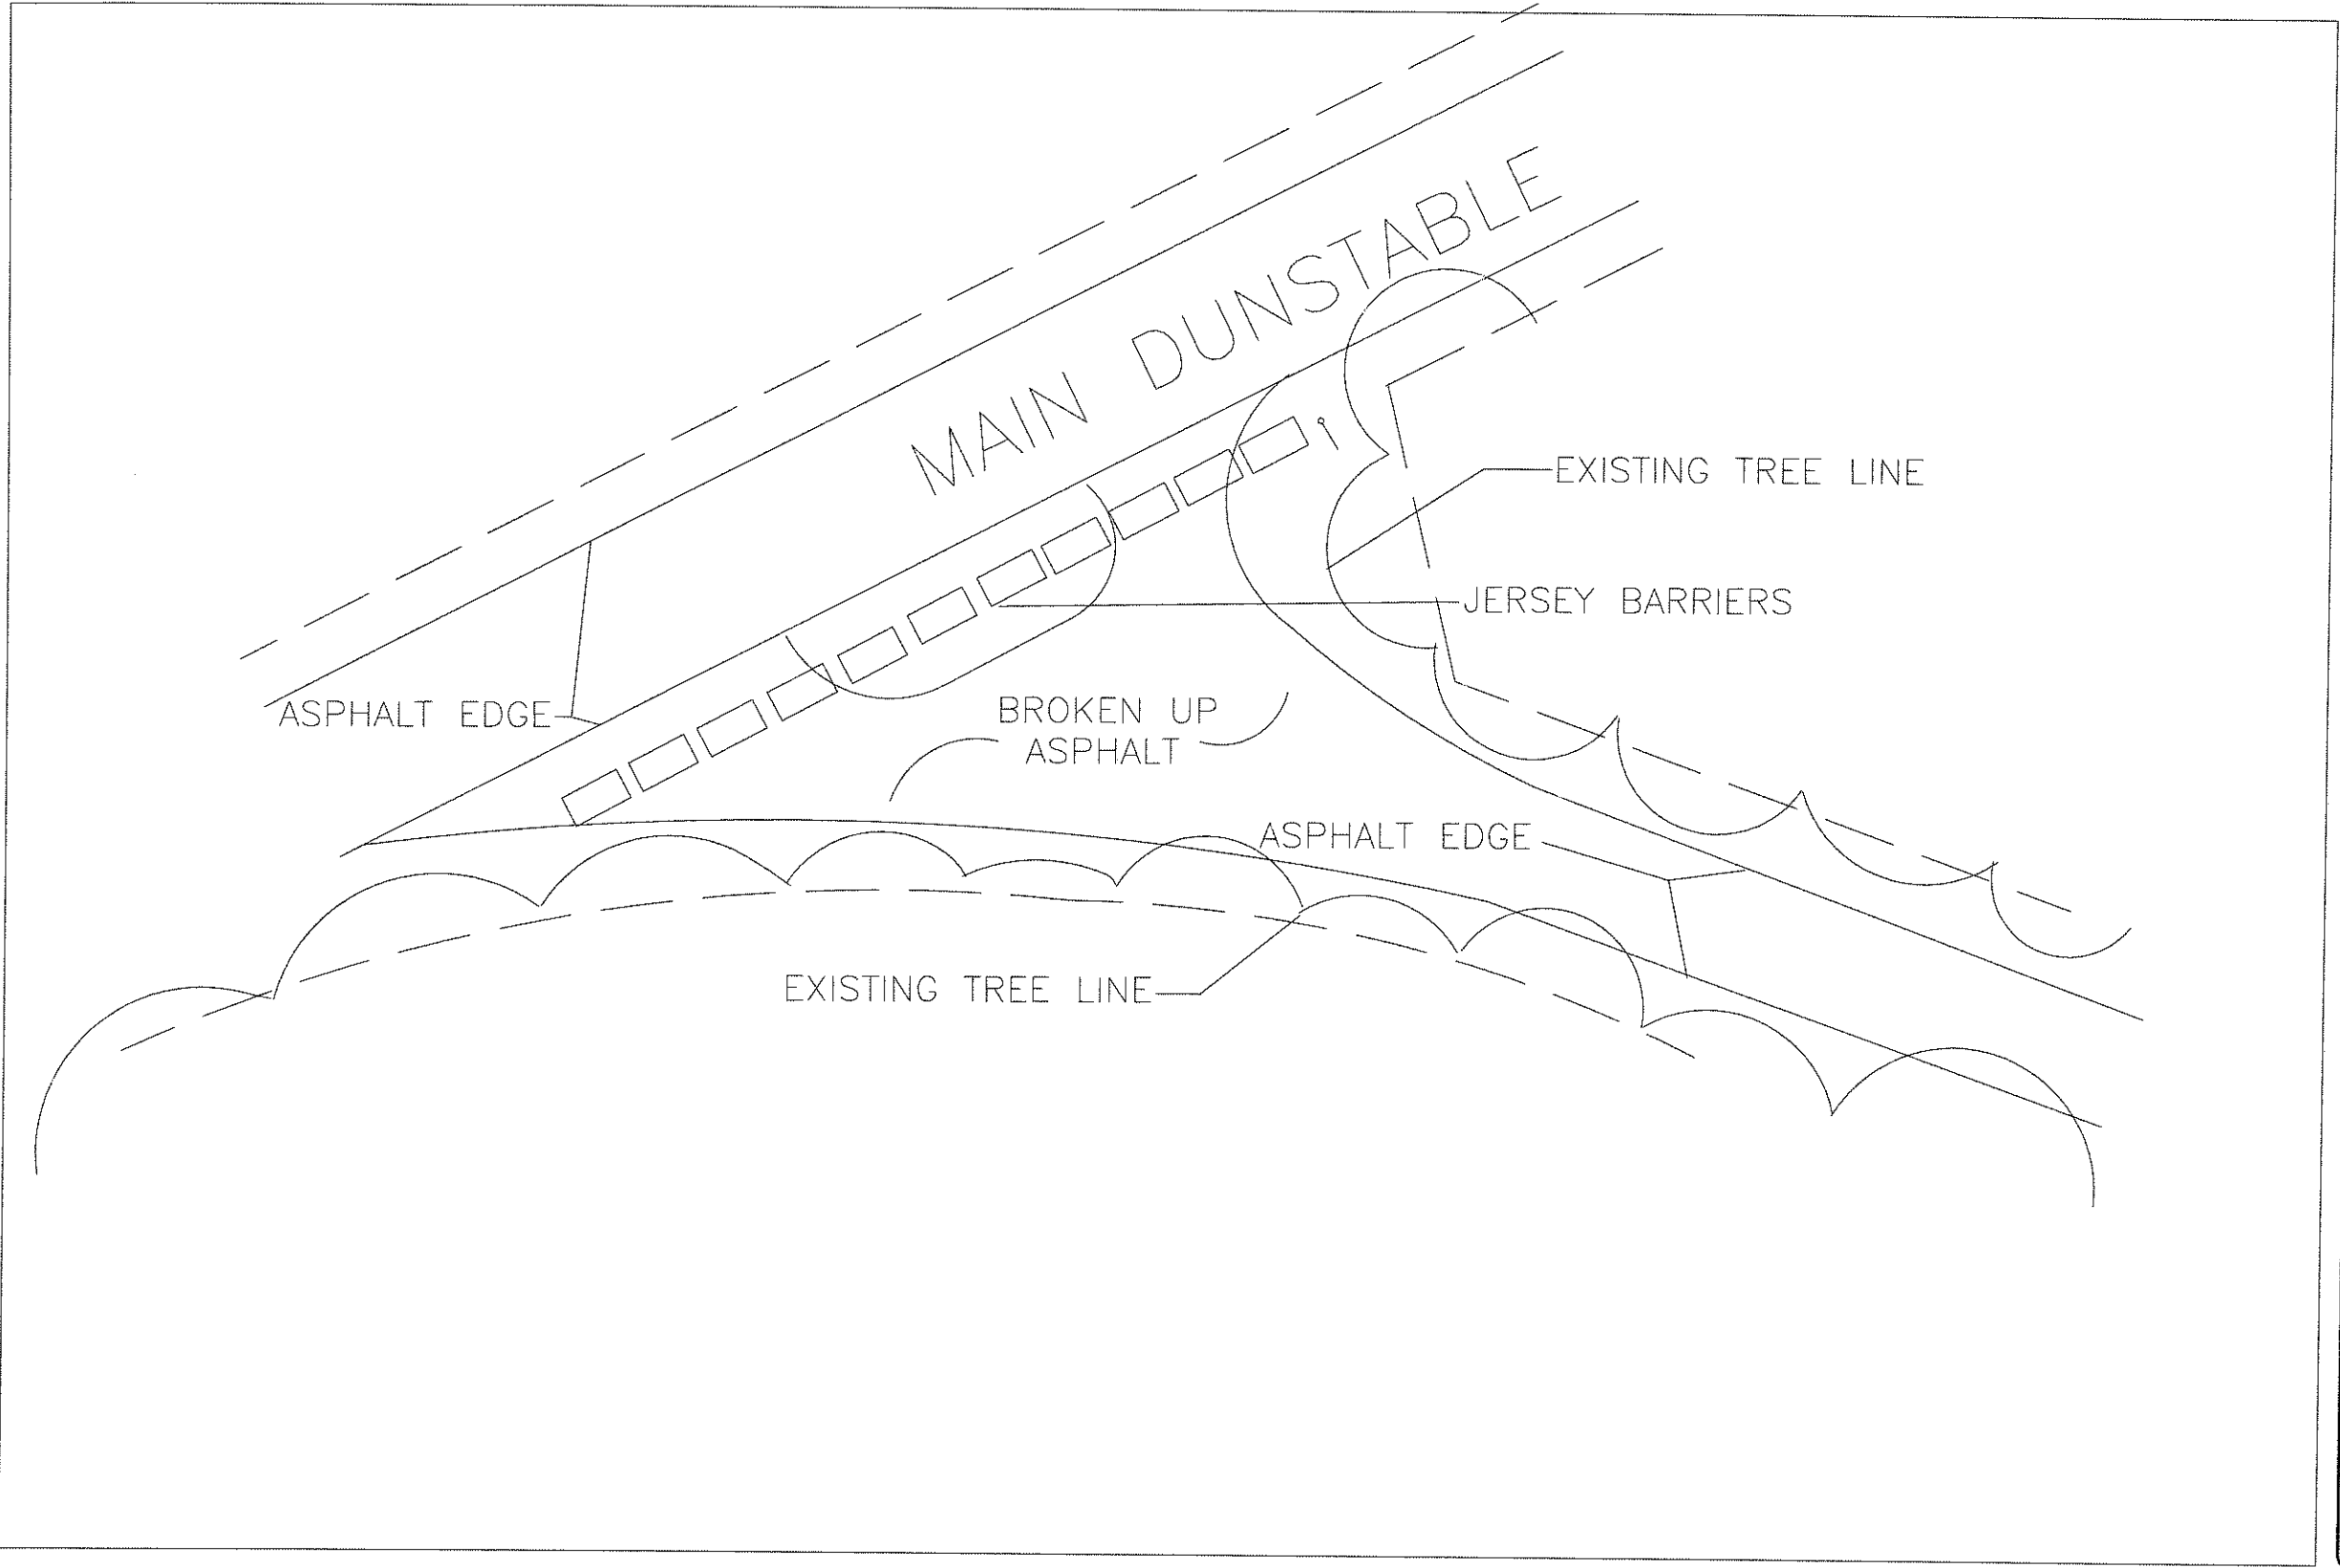 MAIN DUNSTABLE
EXISTING TREE LINE
JERSEY BARRIERS
ASPHALT EDGE
BROKEN UP
ASPHALT
ASPHALT EDGE
EXISTING TREE LINE